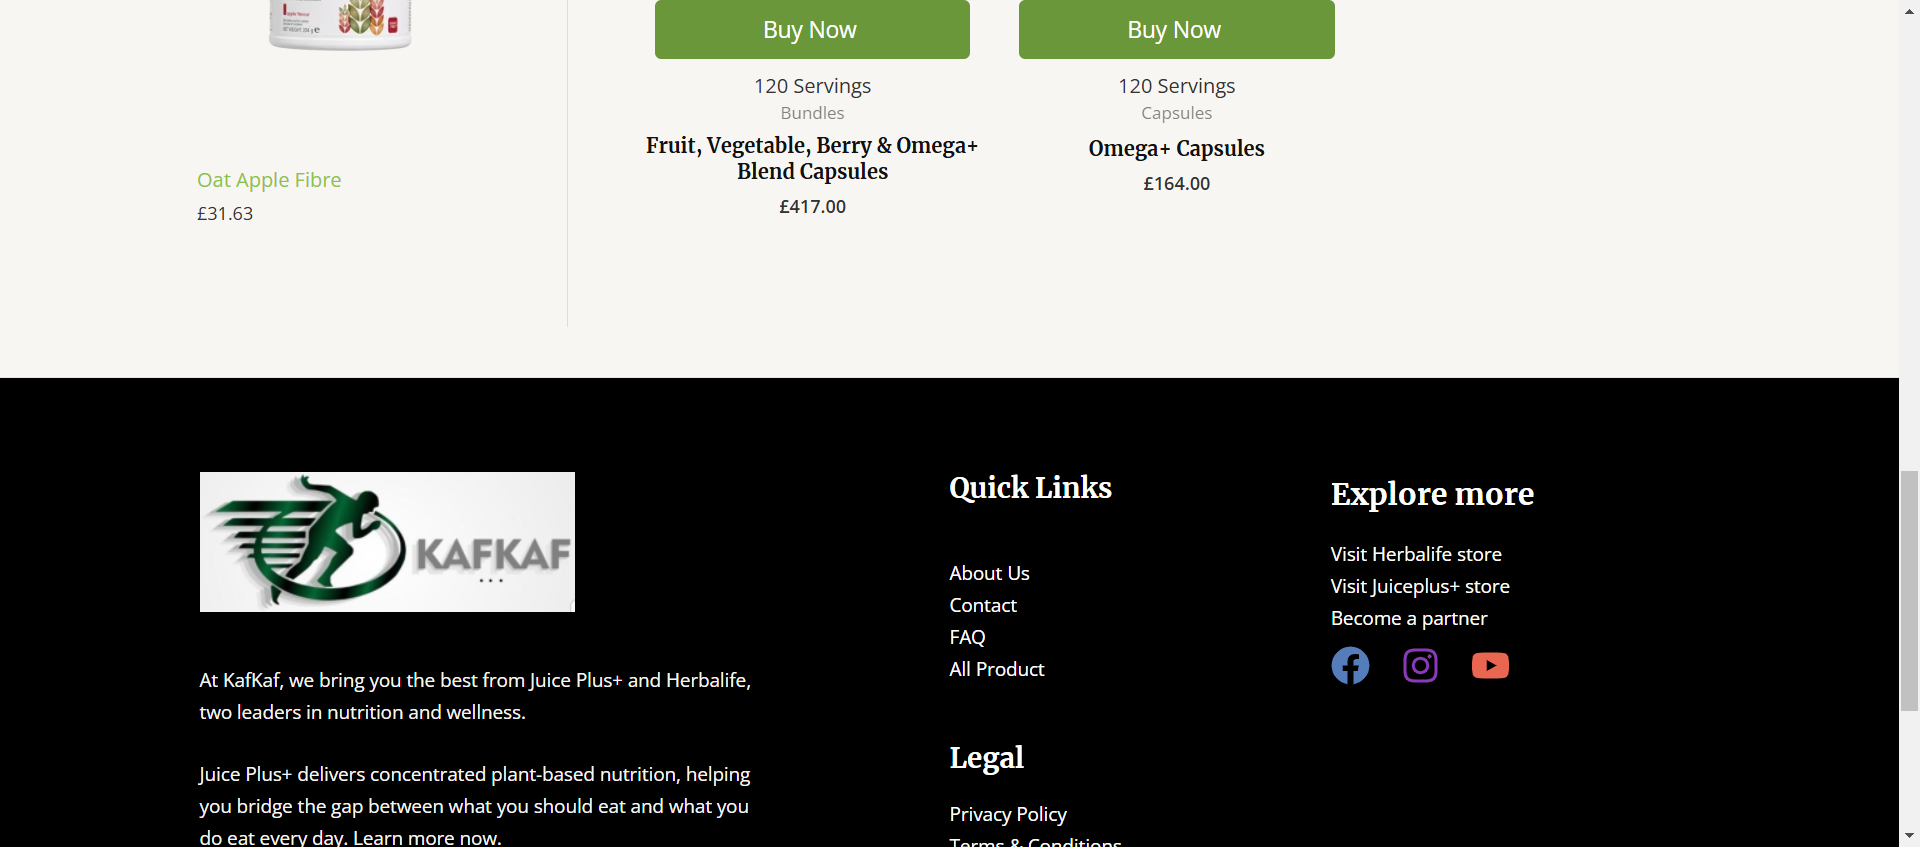 Apple Flavour
Oat Apple Fibre
£31.63
Buy Now
120 Servings
Bundles
Fruit, Vegetable, Berry & Omega+
Blend Capsules
£417.00
Buy Now
120 Servings
Capsules
Omega+ Capsules
£164.00
KAFKAF
At KafKaf, we bring you the best from Juice Plus+ and Herbalife,
two leaders in nutrition and wellness.
Juice Plus+ delivers concentrated plant-based nutrition, helping
you bridge the gap between what you should eat and what you
do eat every day. Learn more now.
Quick Links
About Us
Contact
FAQ
All Product
Legal
Privacy Policy
Terms & Conditions
Explore more
Visit Herbalife store
Visit Juiceplus+ store
Become a partner